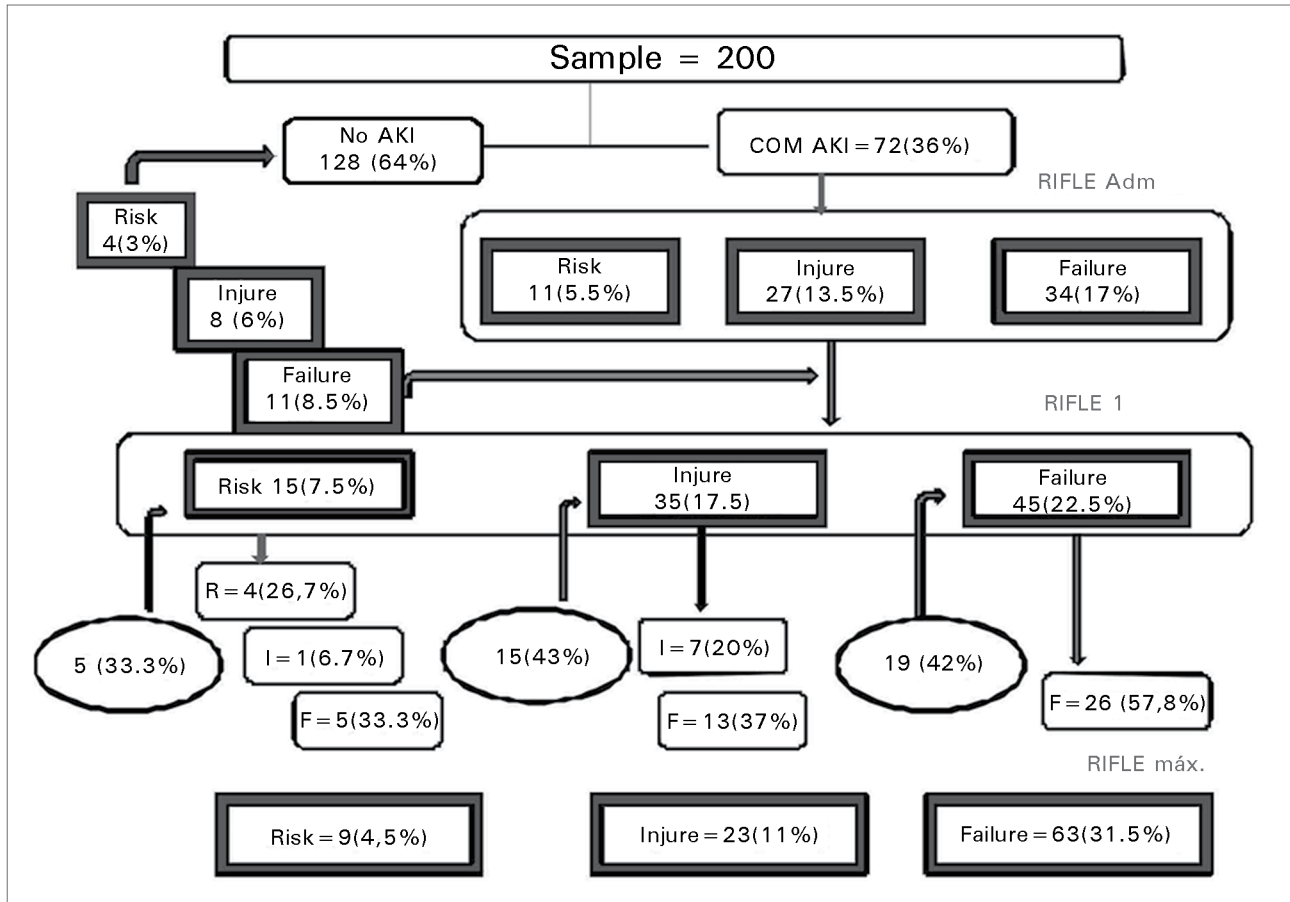 Sample = 200
No AKI
128 (64%)
COM AKI = 72(36%)
RIFLE Adm
Risk
4(3%)
Injure
8 (6%)
Failure
11(8.5%)
Risk
11(5.5%)
Injure
27(13.5%)
Failure
34(17%)
RIFLE 1
Risk 15(7.5%)
Injure
35(17.5)
Failure
45(22.5%)
5 (33.3%)
R = 4(26,7%)
I = 1(6.7%)
F = 5(33.3%)
15(43%)
I = 7(20%)
F = 13(37%)
19 (42%)
F = 26 (57,8%)
RIFLE máx.
Risk = 9(4,5%)
Injure = 23(11%)
Failure = 63(31.5%)